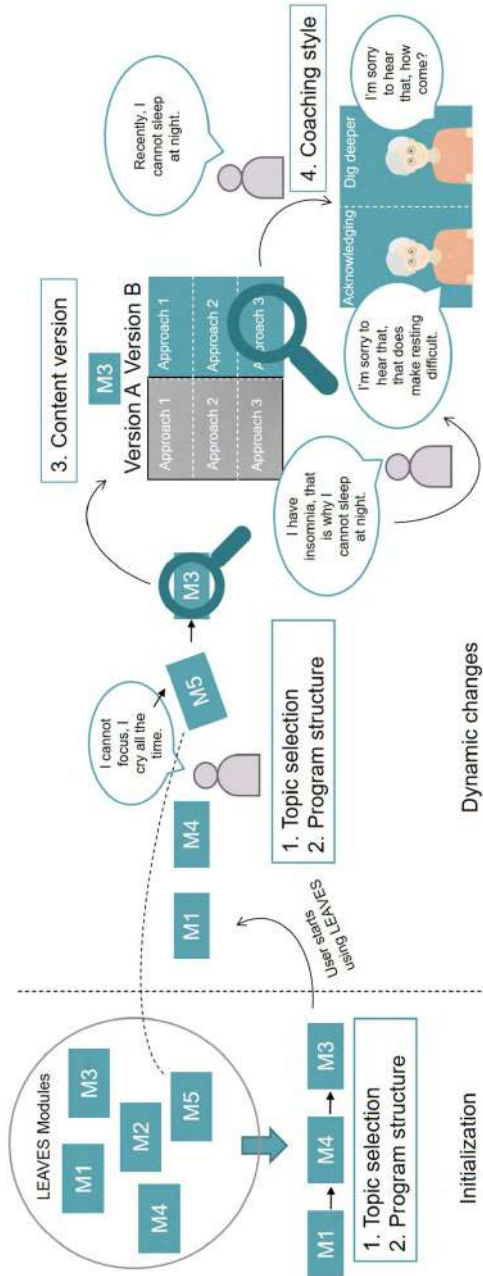 LEAVES Modules
M1
M3
M2
M4
M5
M1
M4
M3
1. Topic selection
2. Program structure
Initialization
User starts
using LEAVES
M1
M4
I cannot
focus, I
cry all the
time.
M5
M3
1. Topic selection
2. Program structure
Dynamic changes
3. Content version
M3
Version A
Version B
Approach 1
Approach 2
Approach 3
Approach 1
Approach 2
Approach 3
I have
insomnia, that
is why I
cannot sleep
at night.
Recently, I
cannot sleep
at night.
4. Coaching style
Acknowledging
Dig deeper
I'm sorry to
hear that,
that does
make resting
difficult.
I'm sorry
to hear
that, how
come?